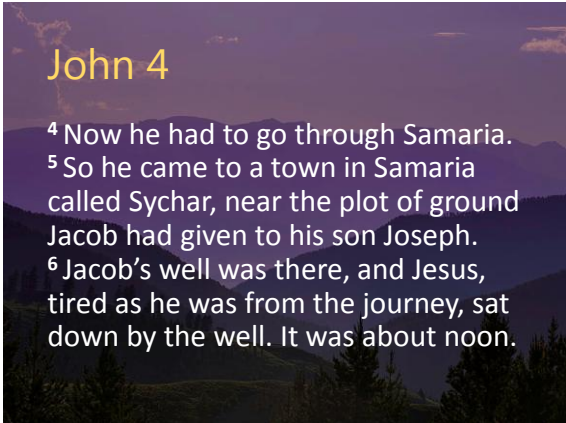 John 4
⁴ Now he had to go through Samaria.
⁵ So he came to a town in Samaria
called Sychar, near the plot of ground
Jacob had given to his son Joseph.
⁶ Jacob’s well was there, and Jesus,
tired as he was from the journey, sat
down by the well. It was about noon.